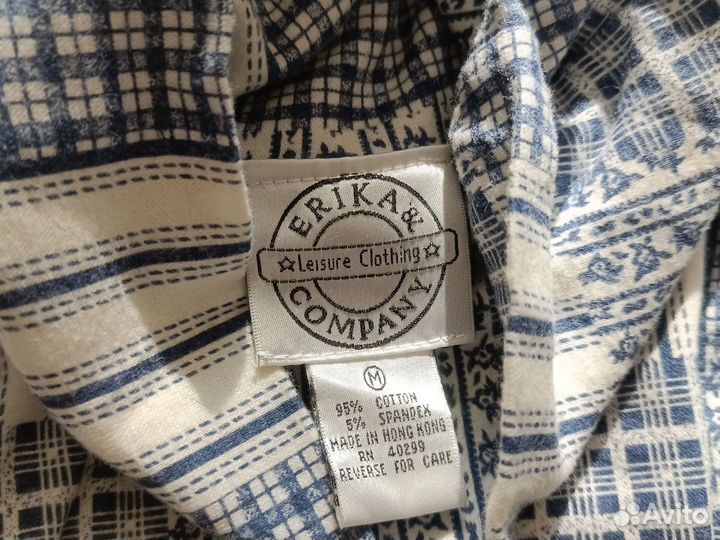 ERIKA &
☆ Leisure Clothing ☆
COMPANY
M
95% COTTON
5% SPANDEX
MADE IN HONG KONG
RN 40299
REVERSE FOR CARE
Avito